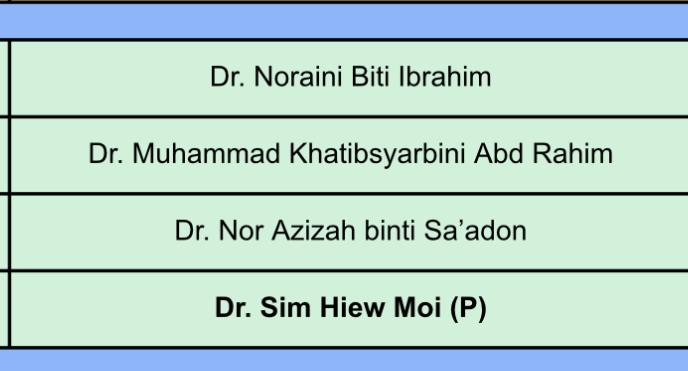 Dr. Noraini Biti Ibrahim
Dr. Muhammad Khatibsyarbini Abd Rahim
Dr. Nor Azizah binti Sa’adon
Dr. Sim Hiew Moi (P)